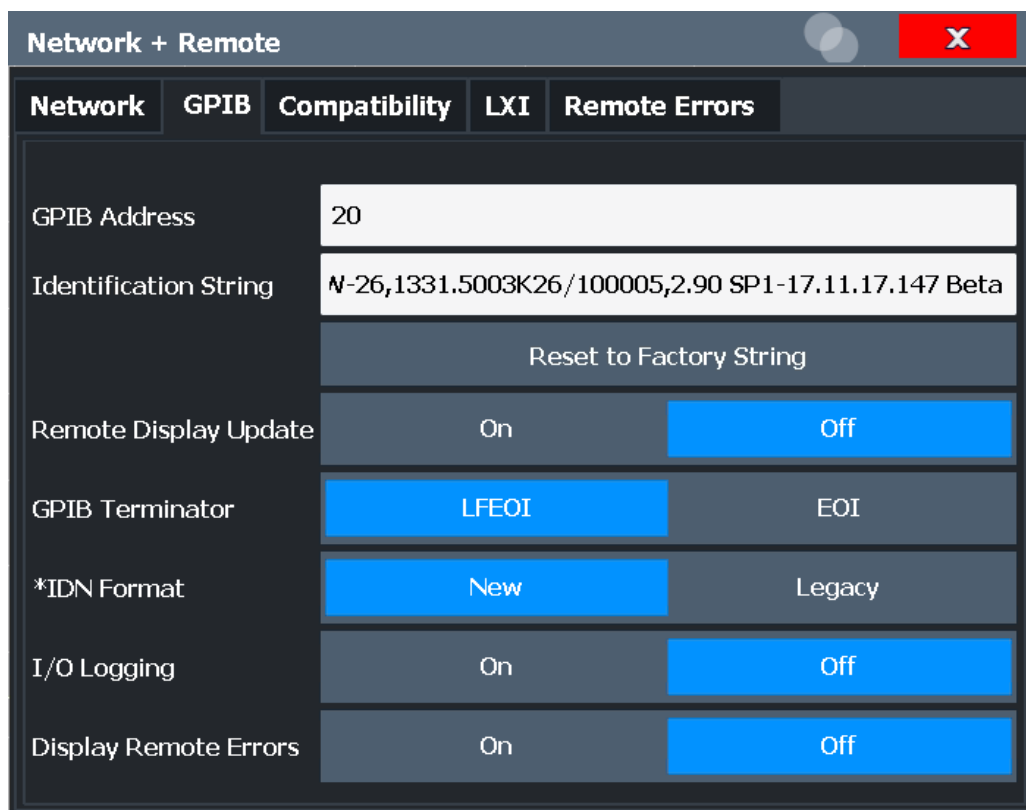 Network + Remote X
Network GPIB Compatibility LXI Remote Errors
GPIB Address 20
Identification String -26,1331.5003K26/100005,2.90 SP1-17.11.17.147 Beta
Reset to Factory String
Remote Display Update On Off
GPIB Terminator LFEOI EOI
*IDN Format New Legacy
I/O Logging On Off
Display Remote Errors On Off